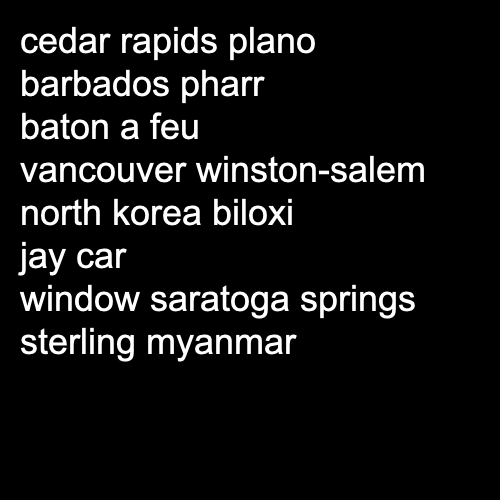 cedar rapids plano
barbados pharr
baton a feu
vancouver winston-salem
north korea biloxi
jay car
window saratoga springs
sterling myanmar